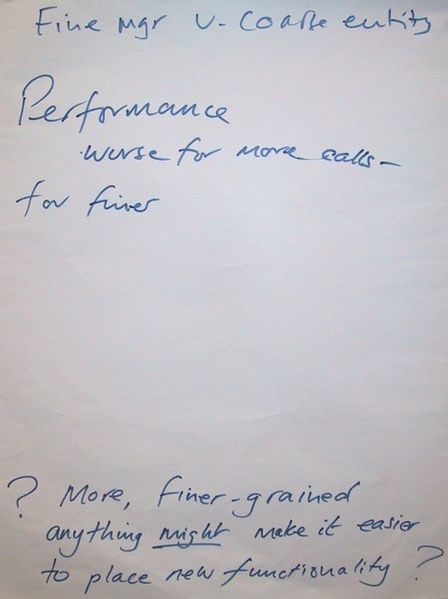 Fine mgr v. coarse entity
Performance
worse for more calls -
for finer
? More, finer-grained
anything might make it easier
to place new functionality ?